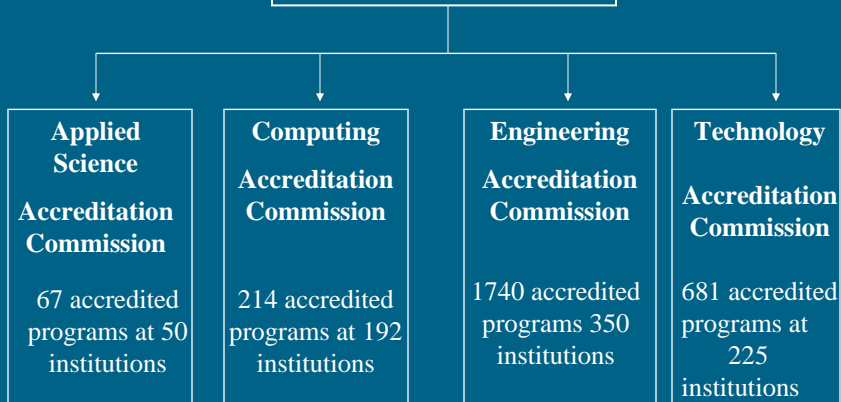 Applied
Science
Accreditation
Commission
67 accredited
programs at 50
institutions
Computing
Accreditation
Commission
214 accredited
programs at 192
institutions
Engineering
Accreditation
Commission
1740 accredited
programs 350
institutions
Technology
Accreditation
Commission
681 accredited
programs at
225
institutions